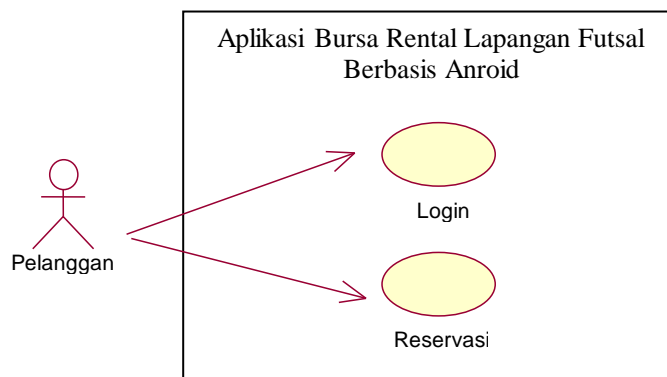 Aplikasi Bursa Rental Lapangan Futsal
Berbasis Anroid
Login
Pelanggan
Reservasi